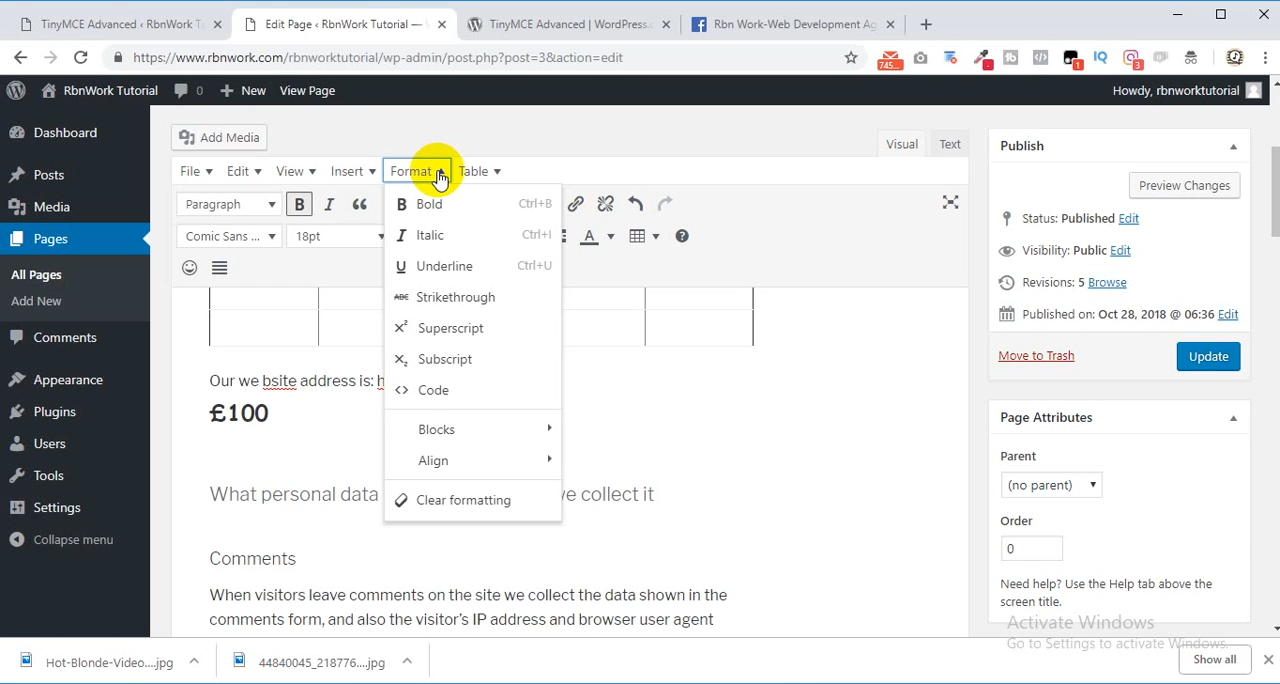 TinyMCE Advanced ‹ RbnWork T
Edit Page ‹ RbnWork Tutorial —
TinyMCE Advanced | WordPress.
Rbn Work-Web Development Ag
https://www.rbnwork.com/rbnworktutorial/wp-admin/post.php?post=3&action=edit
745...
1
3
RbnWork Tutorial
0
New
View Page
Howdy, rbnworktutorial
Dashboard
Posts
Media
Pages
All Pages
Add New
Comments
Appearance
Plugins
Users
Tools
Settings
Collapse menu
Add Media
Visual
Text
File
Edit
View
Insert
Format
Table
Paragraph
B
I
Comic Sans ...
18pt
A
Bold Ctrl+B
Italic Ctrl+I
Underline Ctrl+U
Strikethrough
Superscript
Subscript
Code
Blocks
Align
Clear formatting
Our we bsite address is: h
£100
What personal data
e collect it
Comments
When visitors leave comments on the site we collect the data shown in the
comments form, and also the visitor's IP address and browser user agent
Publish
Preview Changes
Status: Published Edit
Visibility: Public Edit
Revisions: 5 Browse
Published on: Oct 28, 2018 @ 06:36 Edit
Move to Trash
Update
Page Attributes
Parent
(no parent)
Order
0
Need help? Use the Help tab above the
screen title.
Activate Windows
Go to Settings to activate Windows.
Hot-Blonde-Video....jpg
44840045_218776...jpg
Show all